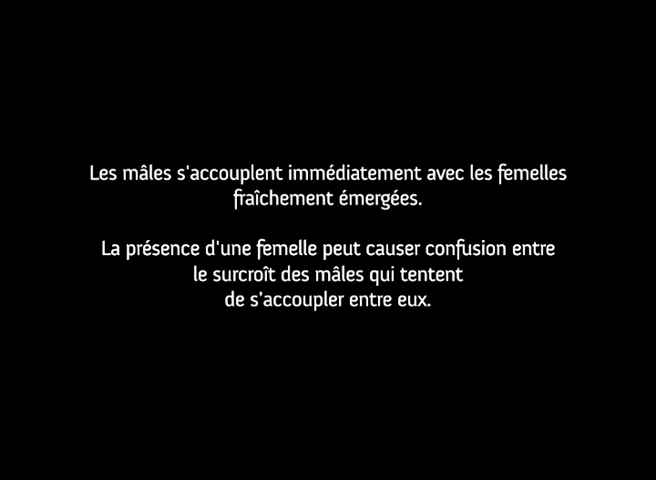 Les mâles s'accouplent immédiatement avec les femelles
fraîchement émergées.
La présence d'une femelle peut causer confusion entre
le surcroît des mâles qui tentent
de s'accoupler entre eux.